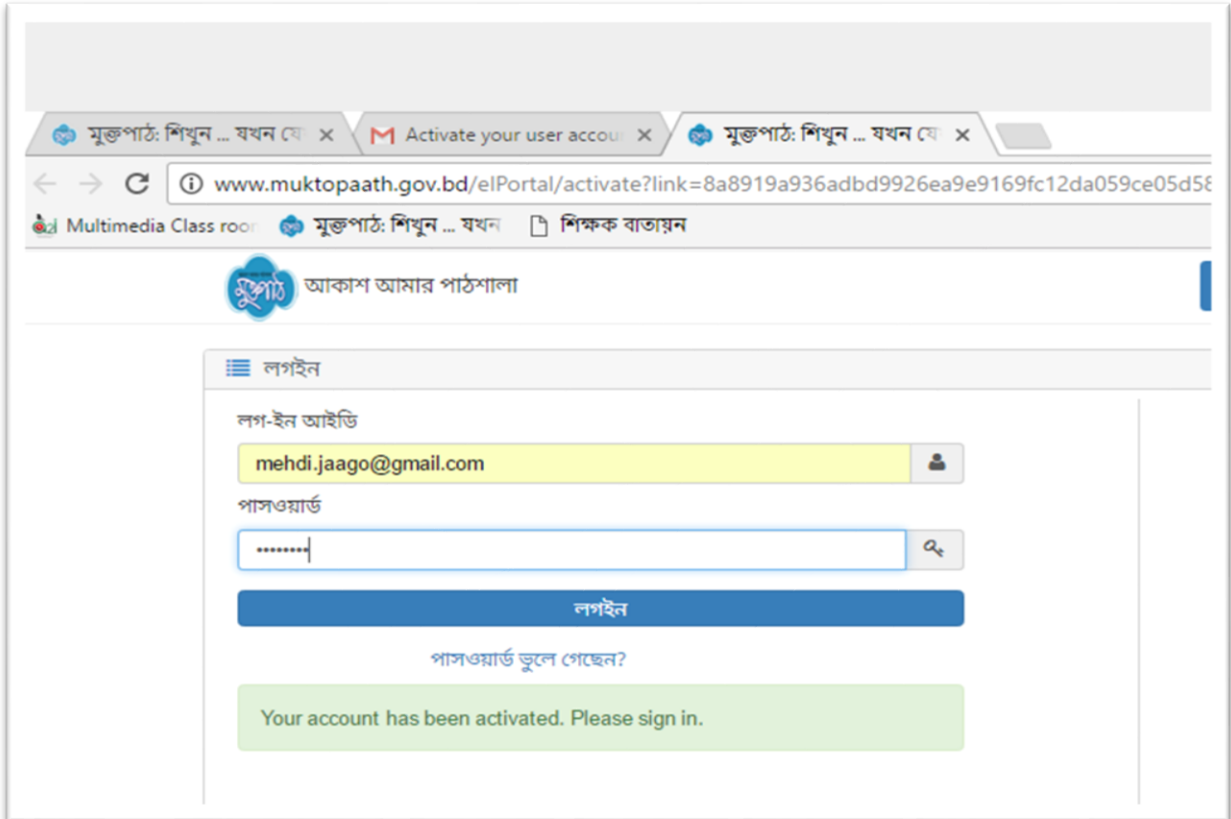 মুক্তপাঠ: শিখুন ... যখন যে
Activate your user accou
মুক্তপাঠ: শিখুন ... যখন যে
www.muktopaath.gov.bd/elPortal/activate?link=8a8919a936adbd9926ea9e9169fc12da059ce05d58
Multimedia Class roor
মুক্তপাঠ: শিখুন ... যখন
শিক্ষক বাতায়ন
মুক্তপাঠ
আকাশ আমার পাঠশালা
লগইন
লগ-ইন আইডি
mehdi.jaago@gmail.com
পাসওয়ার্ড
••••••••
লগইন
পাসওয়ার্ড ভুলে গেছেন?
Your account has been activated. Please sign in.